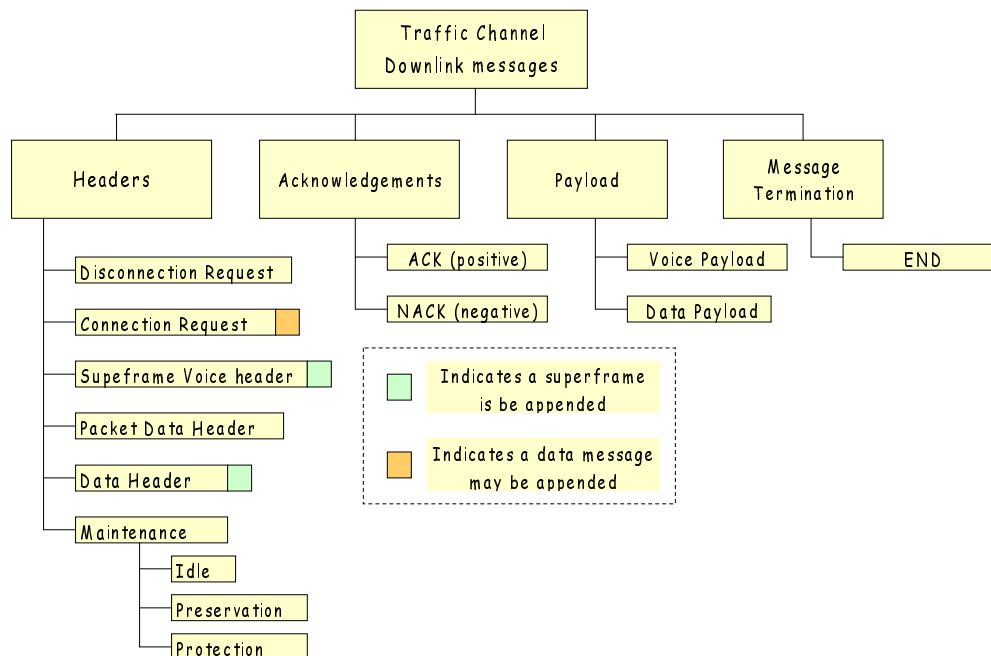 Traffic Channel
Downlink messages
Headers
Acknowledgements
Payload
Message
Termination
Disconnection Request
Connection Request
Supeframe Voice header
Packet Data Header
Data Header
Maintenance
Idle
Preservation
Protection
ACK (positive)
NACK (negative)
Voice Payload
Data Payload
END
Indicates a superframe
is be appended
Indicates a data message
may be appended